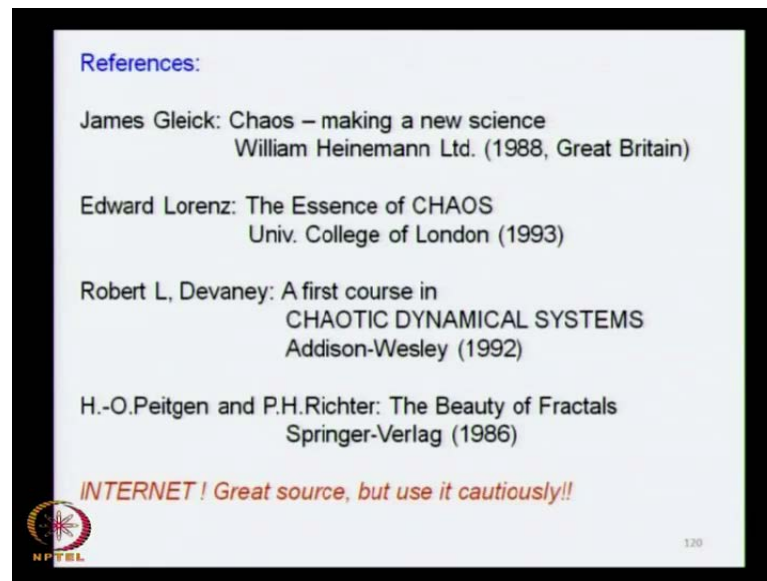 References:
James Gleick: Chaos – making a new science
William Heinemann Ltd. (1988, Great Britain)
Edward Lorenz: The Essence of CHAOS
Univ. College of London (1993)
Robert L, Devaney: A first course in
CHAOTIC DYNAMICAL SYSTEMS
Addison-Wesley (1992)
H.-O.Peitgen and P.H.Richter: The Beauty of Fractals
Springer-Verlag (1986)
INTERNET ! Great source, but use it cautiously!!
NPTEL
120